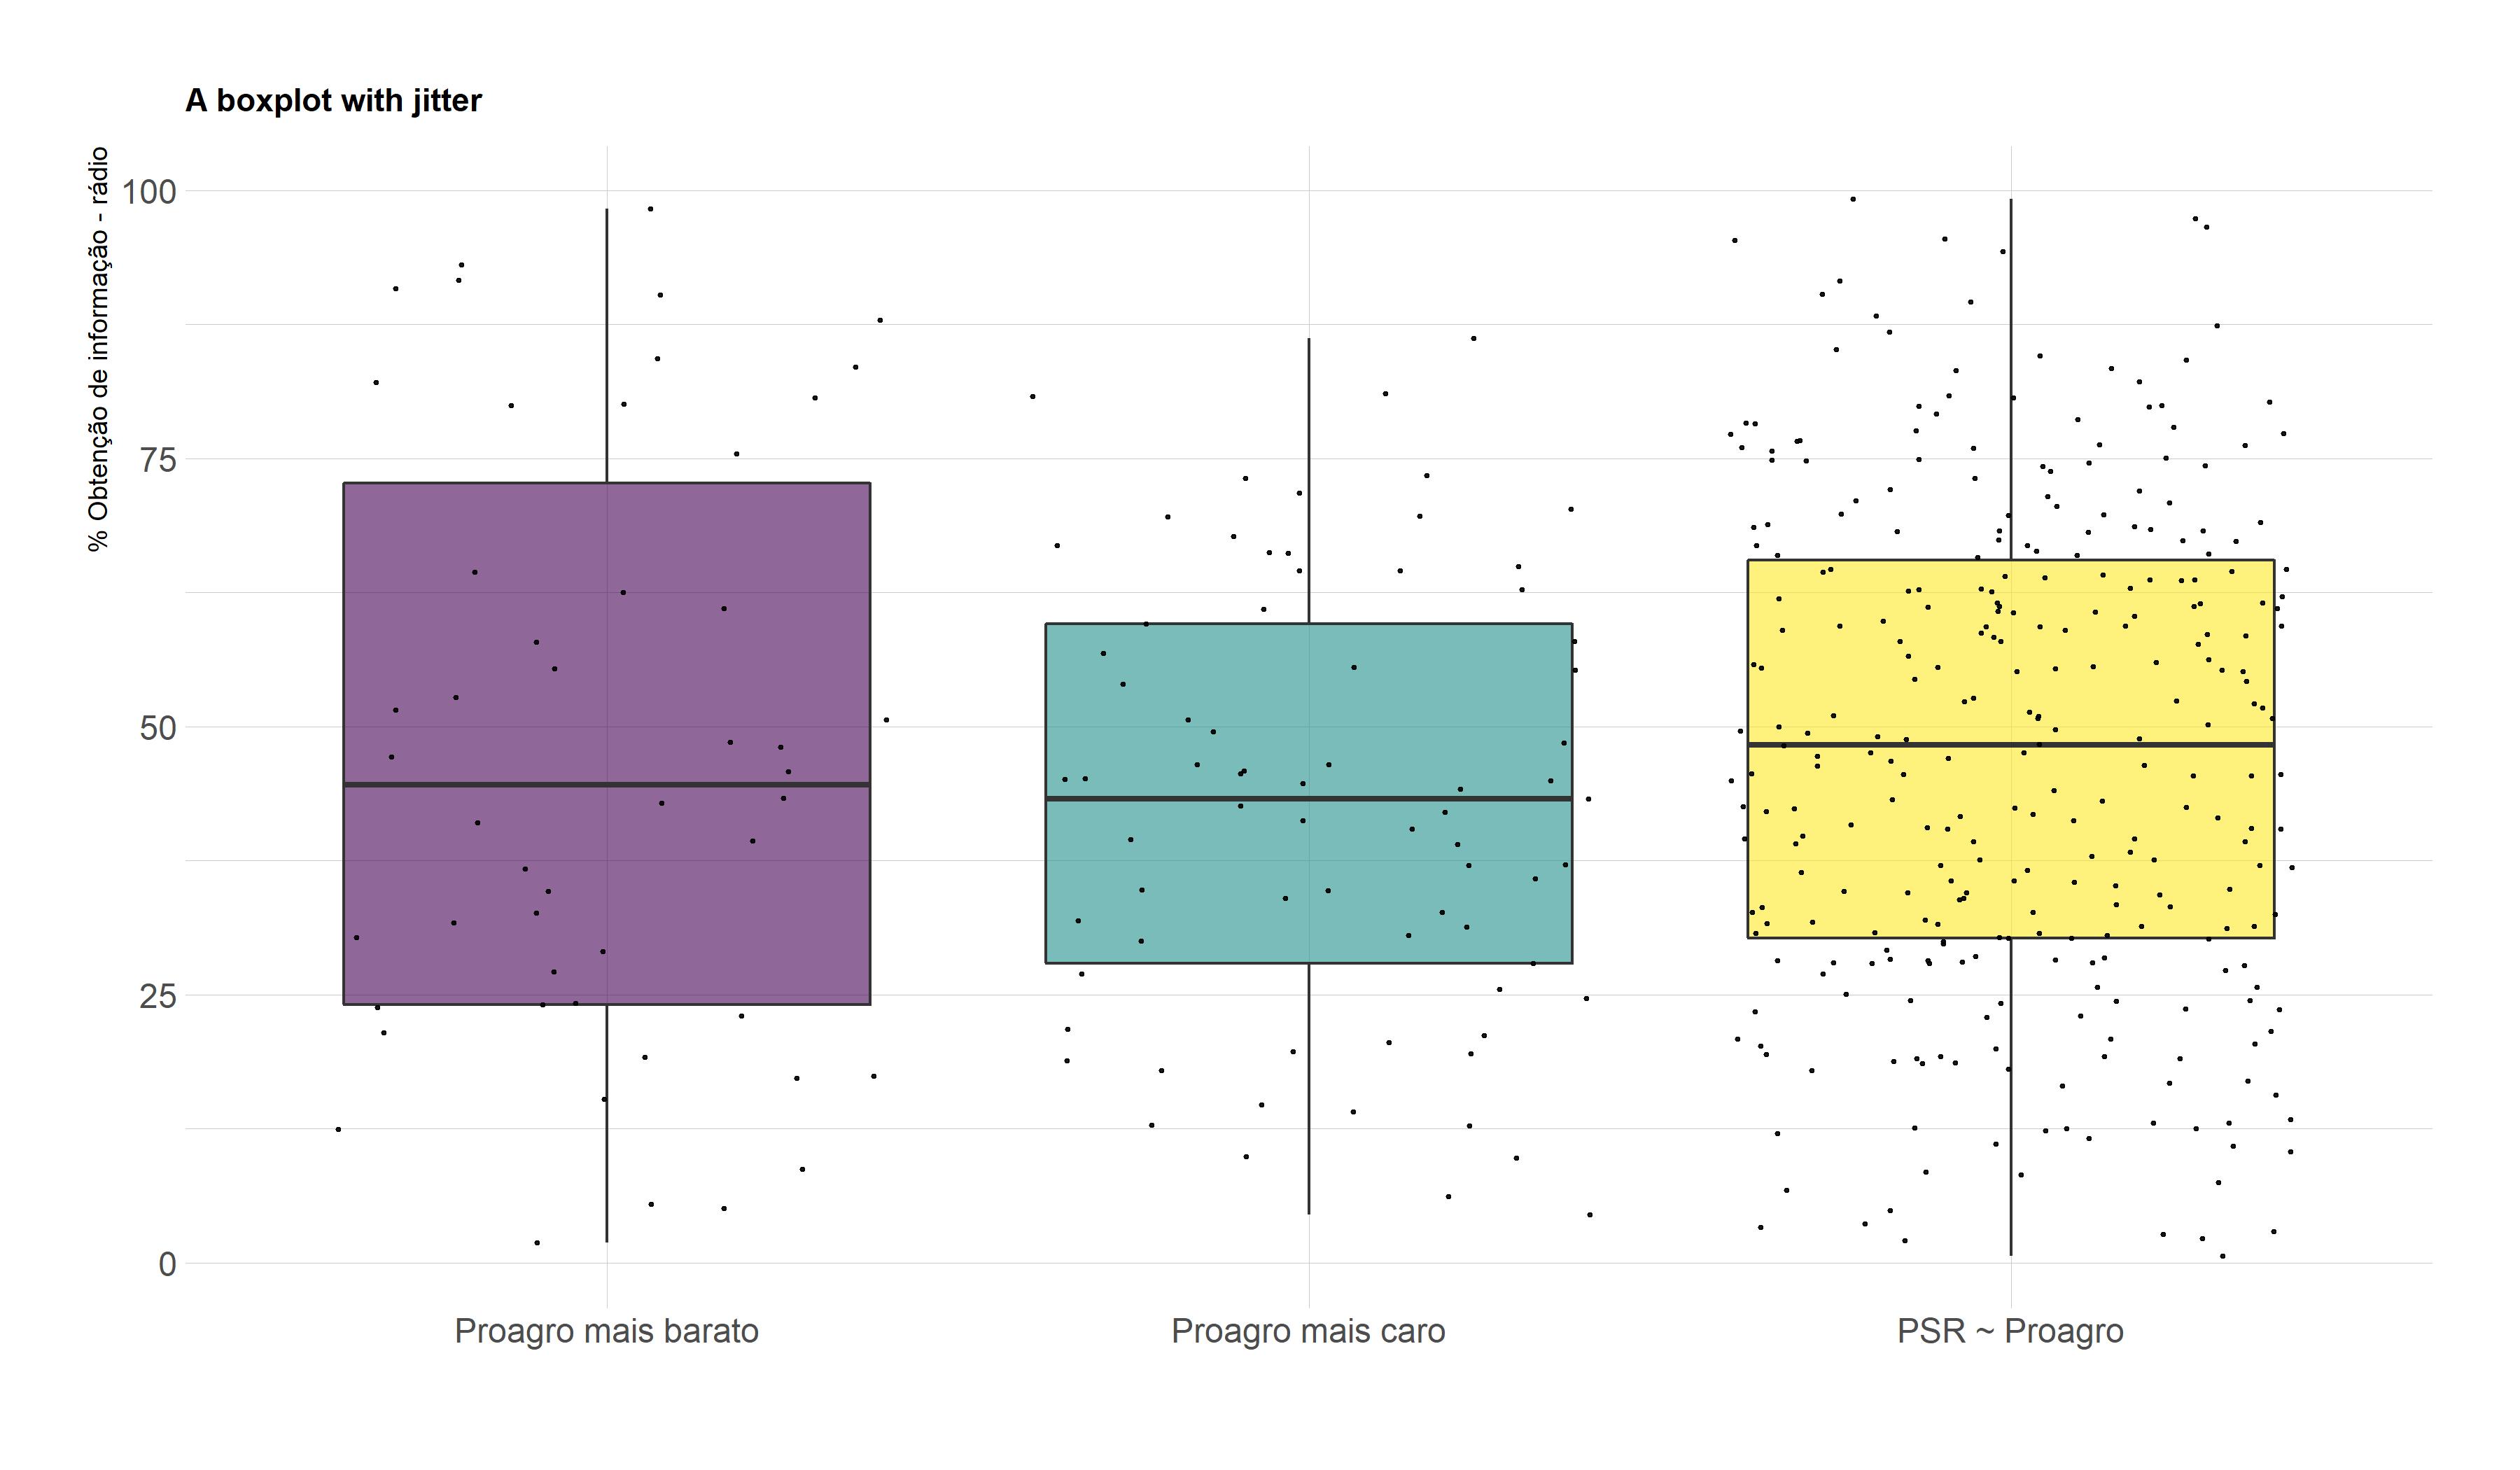 A boxplot with jitter
% Obtenção de informação - rádio
100
75
50
25
0
Proagro mais barato
Proagro mais caro
PSR ~ Proagro